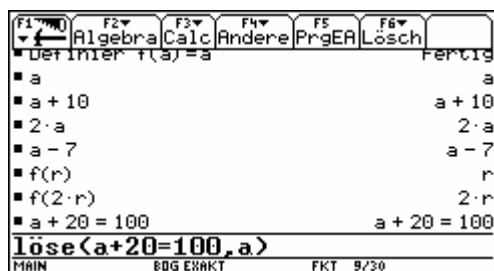 F1 F2 F3 F4 F5 F6
Algebra Calc Andere PrgEA Lösch
Definier f(a)=a Fertig
a a
a + 10 a + 10
2·a 2·a
a - 7 a - 7
f(r) r
f(2·r) 2·r
a + 20 = 100 a + 20 = 100
löse(a+20=100,a)
MAIN BOG EXAKT FKT 9/30